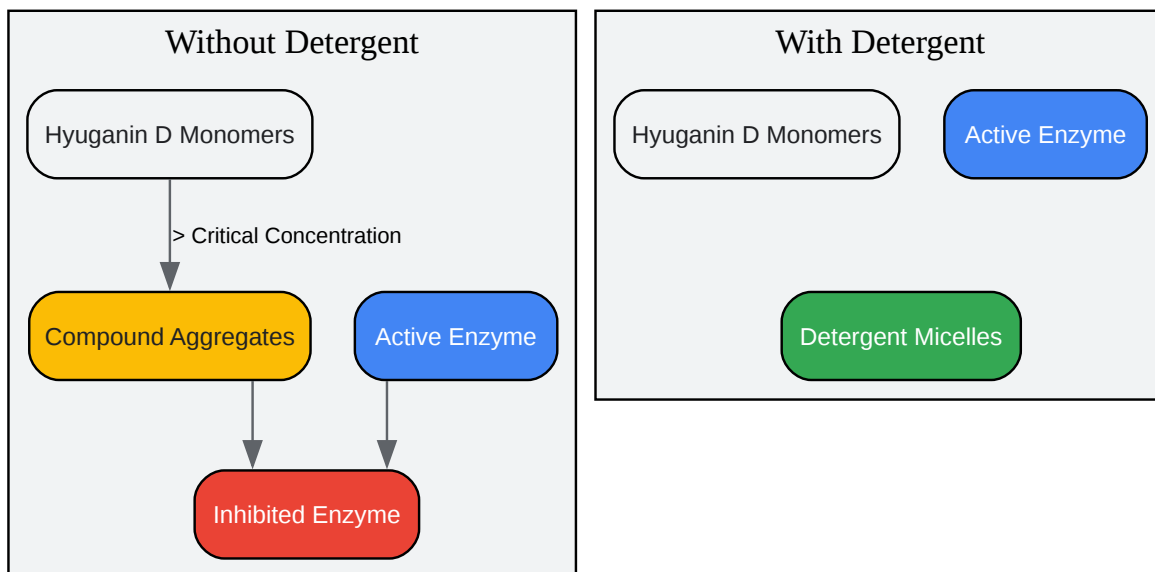 Without Detergent
Hyuganin D Monomers
> Critical Concentration
Compound Aggregates
Active Enzyme
Inhibited Enzyme
With Detergent
Hyuganin D Monomers
Active Enzyme
Detergent Micelles